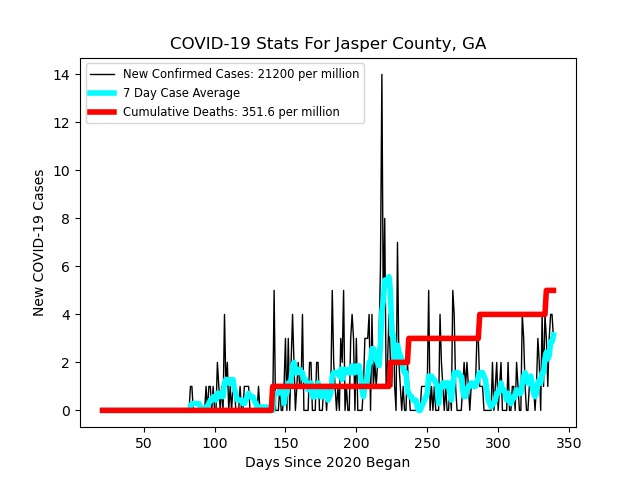 COVID-19 Stats For Jasper County, GA
New Confirmed Cases: 21200 per million
7 Day Case Average
Cumulative Deaths: 351.6 per million
New COVID-19 Cases
14
12
10
8
6
4
2
0
50 100 150 200 250 300 350
Days Since 2020 Began